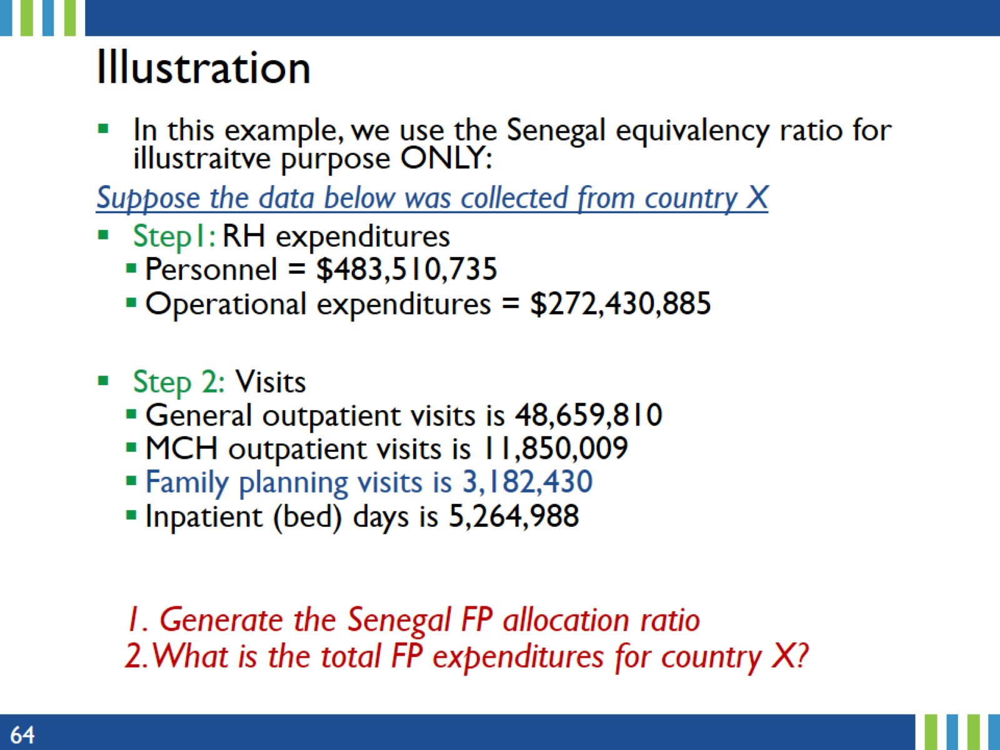 Illustration
In this example, we use the Senegal equivalency ratio for
illustraitve purpose ONLY:
Suppose the data below was collected from country X
Step1: RH expenditures
Personnel = $483,510,735
Operational expenditures = $272,430,885
Step 2: Visits
General outpatient visits is 48,659,810
MCH outpatient visits is 11,850,009
Family planning visits is 3,182,430
Inpatient (bed) days is 5,264,988
1. Generate the Senegal FP allocation ratio
2. What is the total FP expenditures for country X?
64